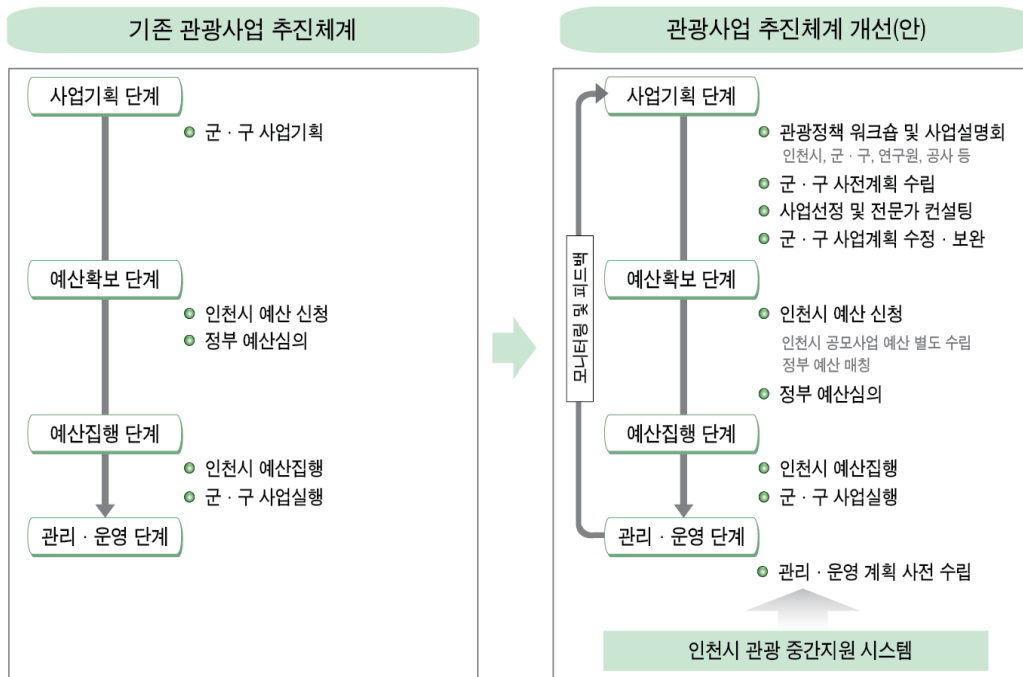 기존 관광사업 추진체계
사업기획 단계
군 · 구 사업기획
예산확보 단계
인천시 예산 신청
정부 예산심의
예산집행 단계
인천시 예산집행
군 · 구 사업실행
관리 · 운영 단계
관광사업 추진체계 개선(안)
사업기획 단계
관광정책 워크숍 및 사업설명회
인천시, 군 · 구, 연구원, 공사 등
군 · 구 사전계획 수립
사업선정 및 전문가 컨설팅
군 · 구 사업계획 수정 · 보완
모니터링 및 피드백
예산확보 단계
인천시 예산 신청
인천시 공모사업 예산 별도 수립
정부 예산 매칭
정부 예산심의
예산집행 단계
인천시 예산집행
군 · 구 사업실행
관리 · 운영 단계
관리 · 운영 계획 사전 수립
인천시 관광 중간지원 시스템